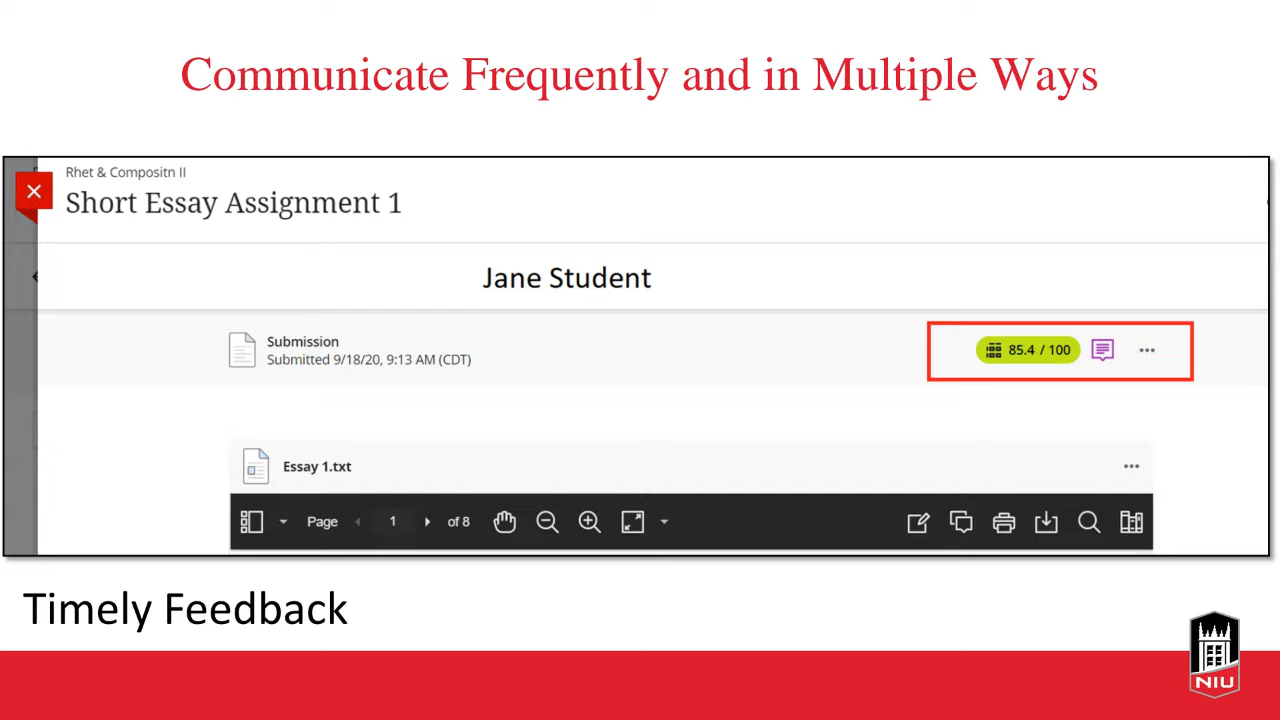 Communicate Frequently and in Multiple Ways
Rhet & Compositn II
Short Essay Assignment 1
Jane Student
Submission
Submitted 9/18/20, 9:13 AM (CDT)
85.4 / 100
Essay 1.txt
Page 1 of 8
Timely Feedback
NIU